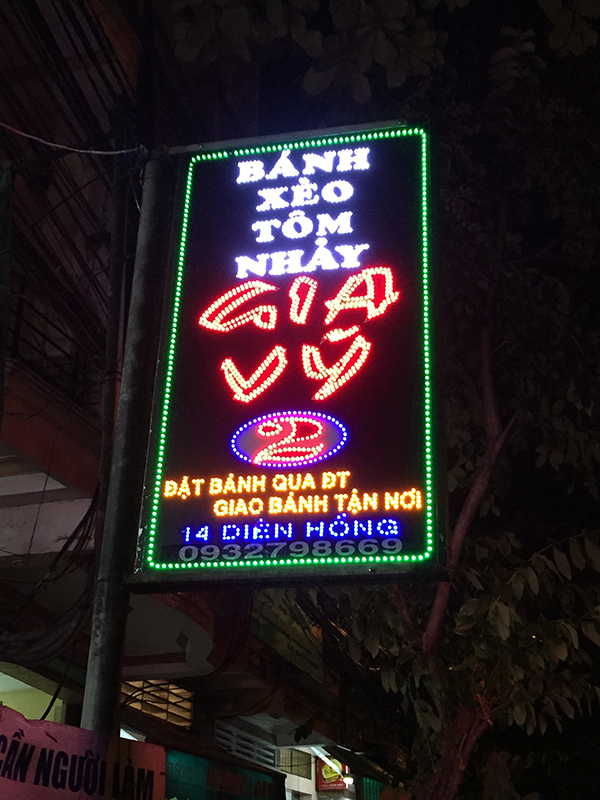 BÁNH
XÈO
TÔM
NHẢY
GIA
VỸ
2
ĐẶT BÁNH QUA ĐT
GIAO BÁNH TẬN NƠI
14 DIÊN HỒNG
0932798669
CẦN NGƯỜI LÀM